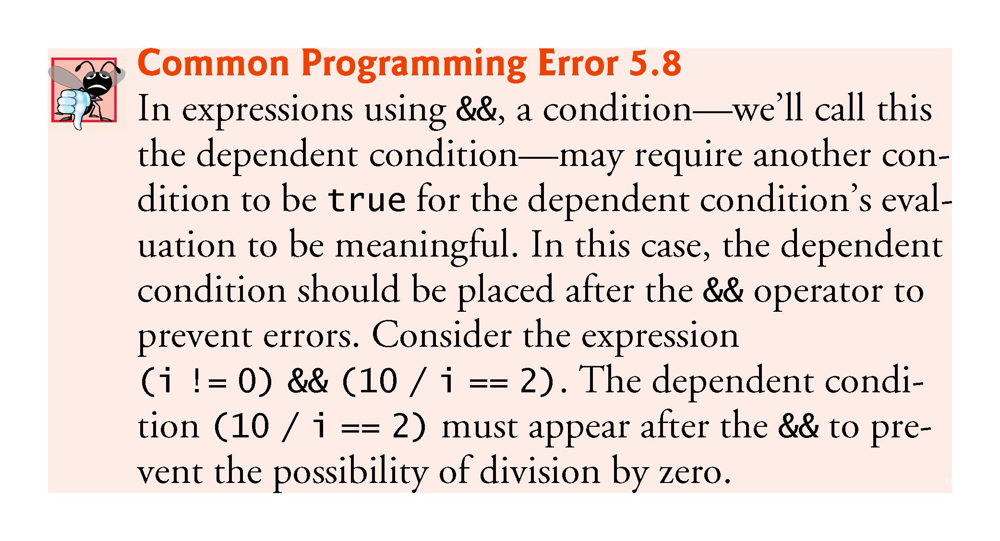 Common Programming Error 5.8
In expressions using &&, a condition—we’ll call this
the dependent condition—may require another con-
dition to be true for the dependent condition’s eval-
uation to be meaningful. In this case, the dependent
condition should be placed after the && operator to
prevent errors. Consider the expression
(i != 0) && (10 / i == 2). The dependent condi-
tion (10 / i == 2) must appear after the && to pre-
vent the possibility of division by zero.